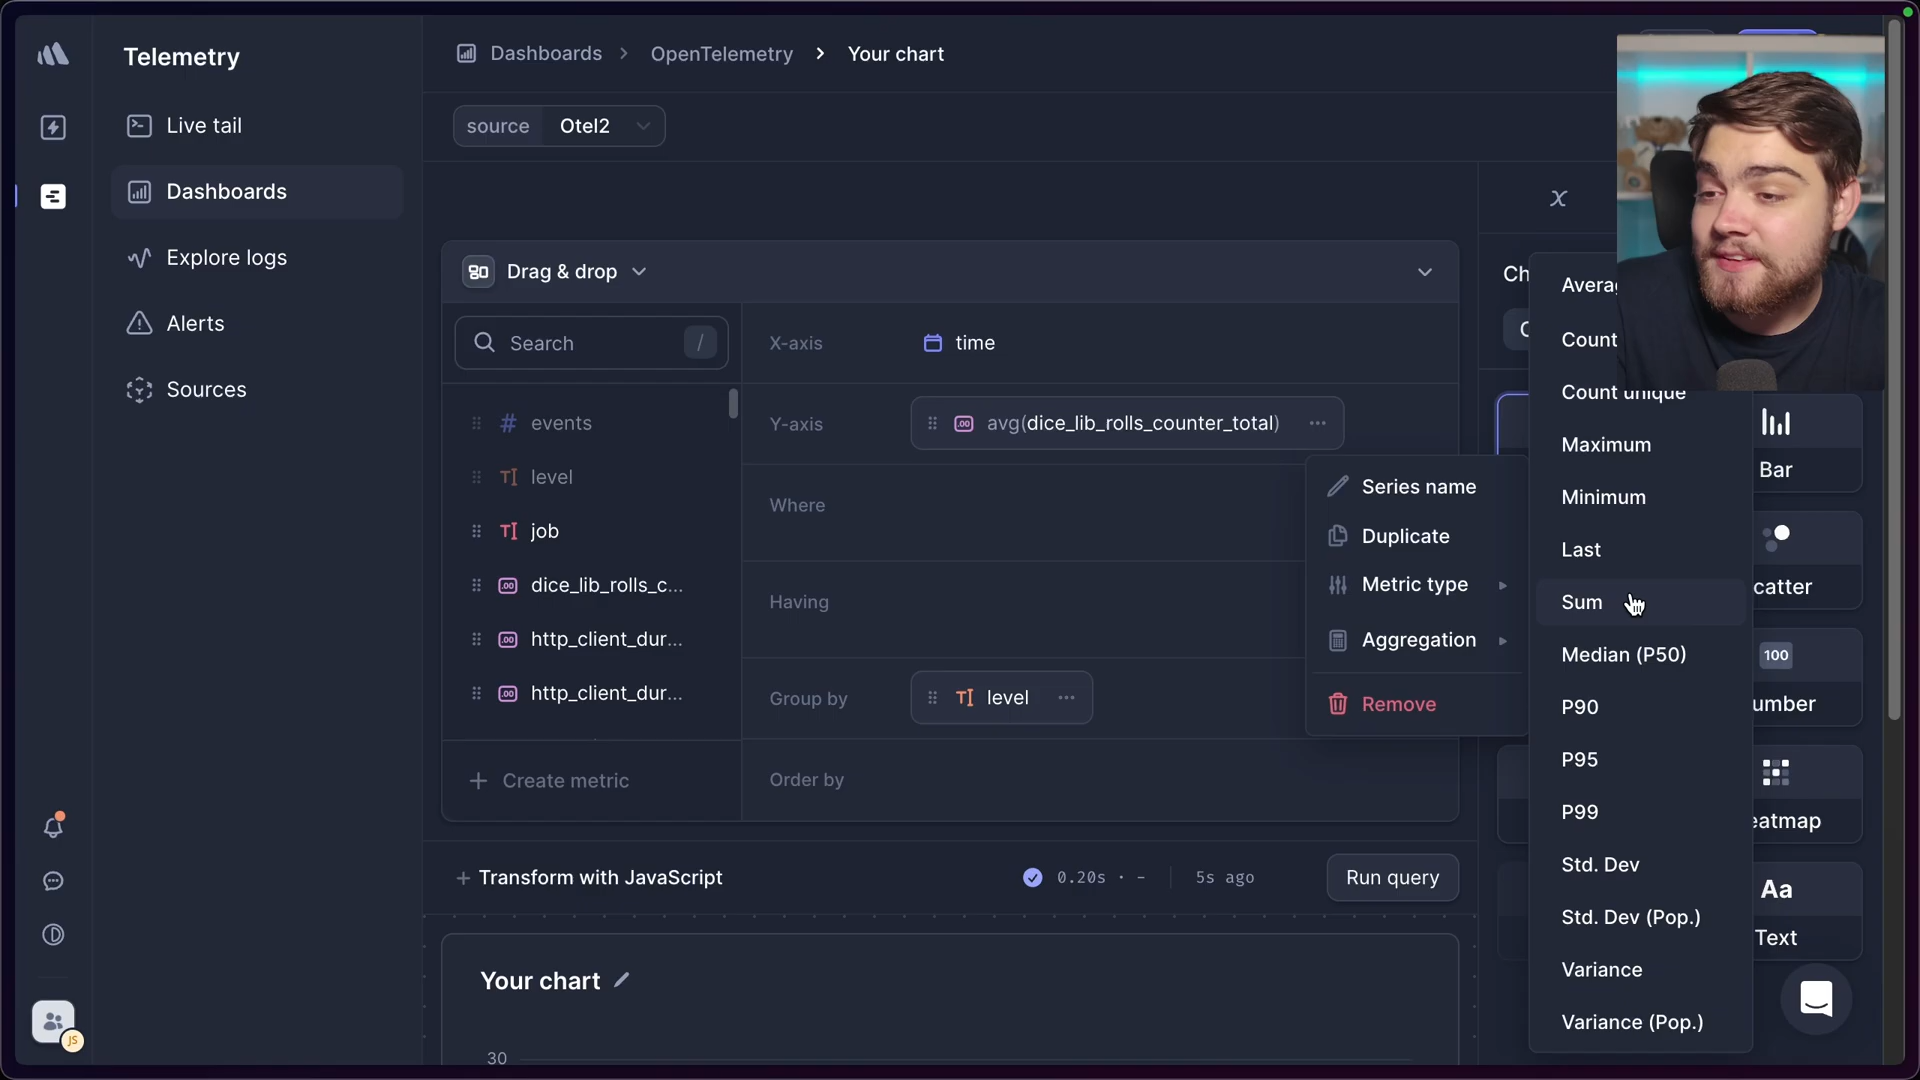 Telemetry
Live tail
Dashboards
Explore logs
Alerts
Sources
JS
Dashboards > OpenTelemetry > Your chart
source Otel2
Drag & drop
Search /
events
level
job
dice_lib_rolls_c...
http_client_dur...
http_client_dur...
+ Create metric
X-axis time
Y-axis avg(dice_lib_rolls_counter_total) ...
Where
Having
Group by level ...
Order by
Series name
Duplicate
Metric type
Aggregation
Remove
x
Count
Count unique
Maximum
Minimum
Last
Sum
Median (P50)
P90
P95
P99
Std. Dev
Std. Dev (Pop.)
Variance
Variance (Pop.)
Bar
100
Aa
Text
+ Transform with JavaScript
0.20s · –
5s ago
Run query
Your chart
30